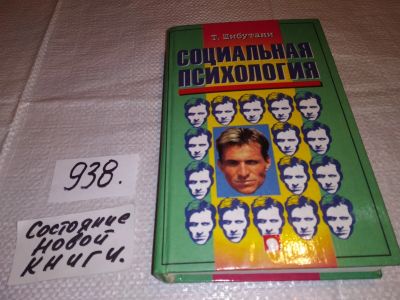 Т. Шибутани
СОЦИАЛЬНАЯ
ПСИХОЛОГИЯ
938.
Состояние
новой
книги.